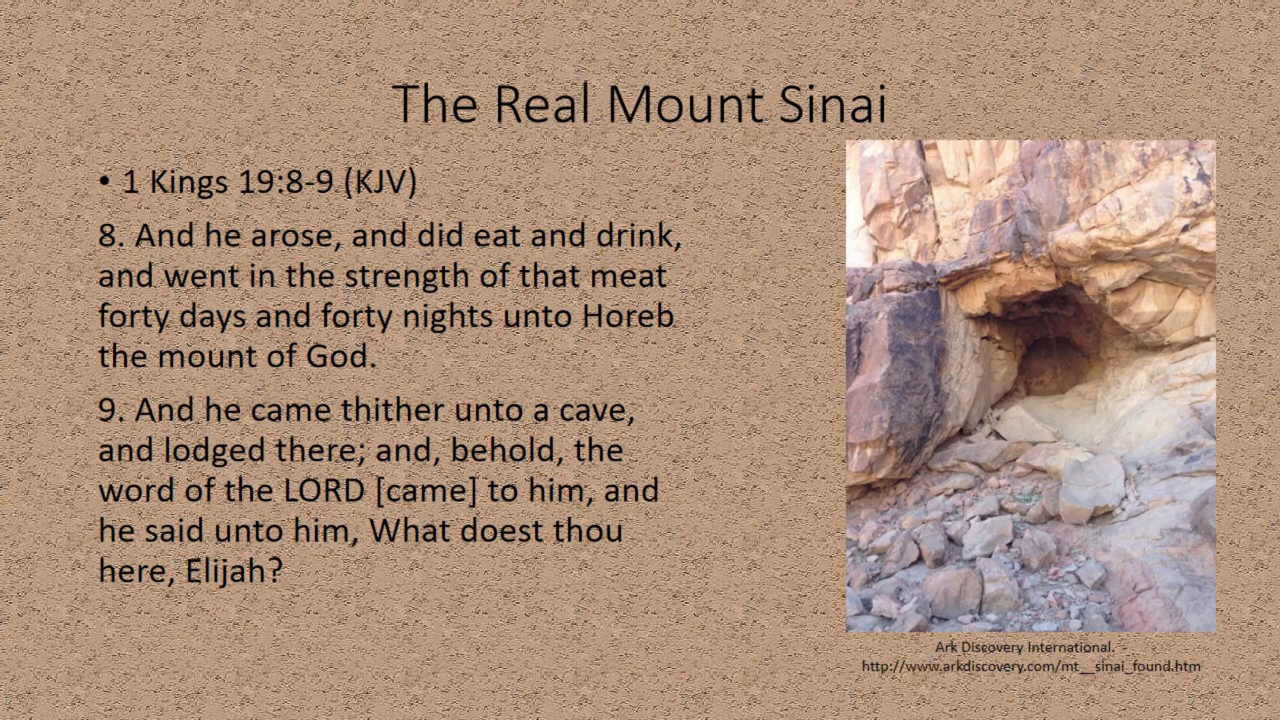 The Real Mount Sinai
• 1 Kings 19:8-9 (KJV)
8. And he arose, and did eat and drink,
and went in the strength of that meat
forty days and forty nights unto Horeb
the mount of God.
9. And he came thither unto a cave,
and lodged there; and, behold, the
word of the LORD [came] to him, and
he said unto him, What doest thou
here, Elijah?
Ark Discovery International.
http://www.arkdiscovery.com/mt__sinai_found.htm